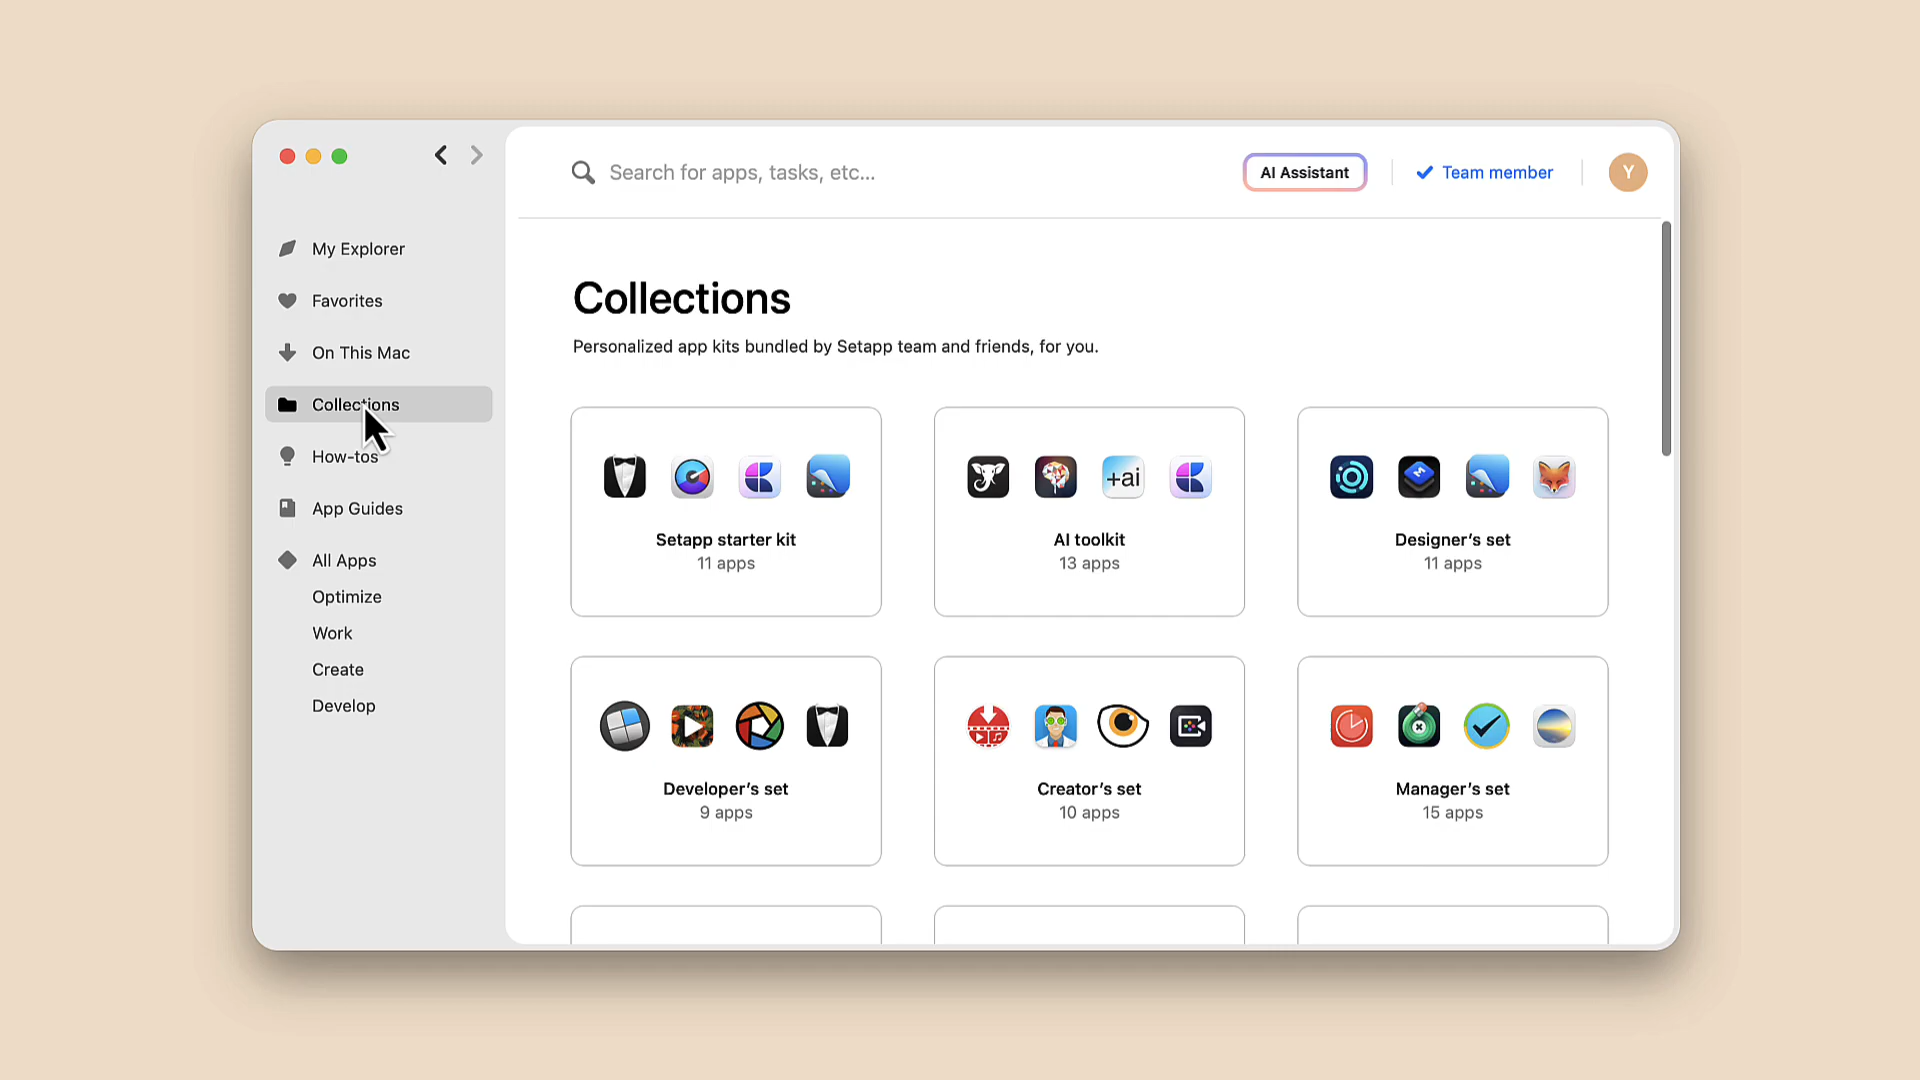 Search for apps, tasks, etc...
AI Assistant
Team member
Y
My Explorer
Favorites
On This Mac
Collections
How-tos
App Guides
All Apps
Optimize
Work
Create
Develop
Collections
Personalized app kits bundled by Setapp team and friends, for you.
+ai
Setapp starter kit
11 apps
AI toolkit
13 apps
Designer’s set
11 apps
Developer’s set
9 apps
Creator’s set
10 apps
Manager’s set
15 apps